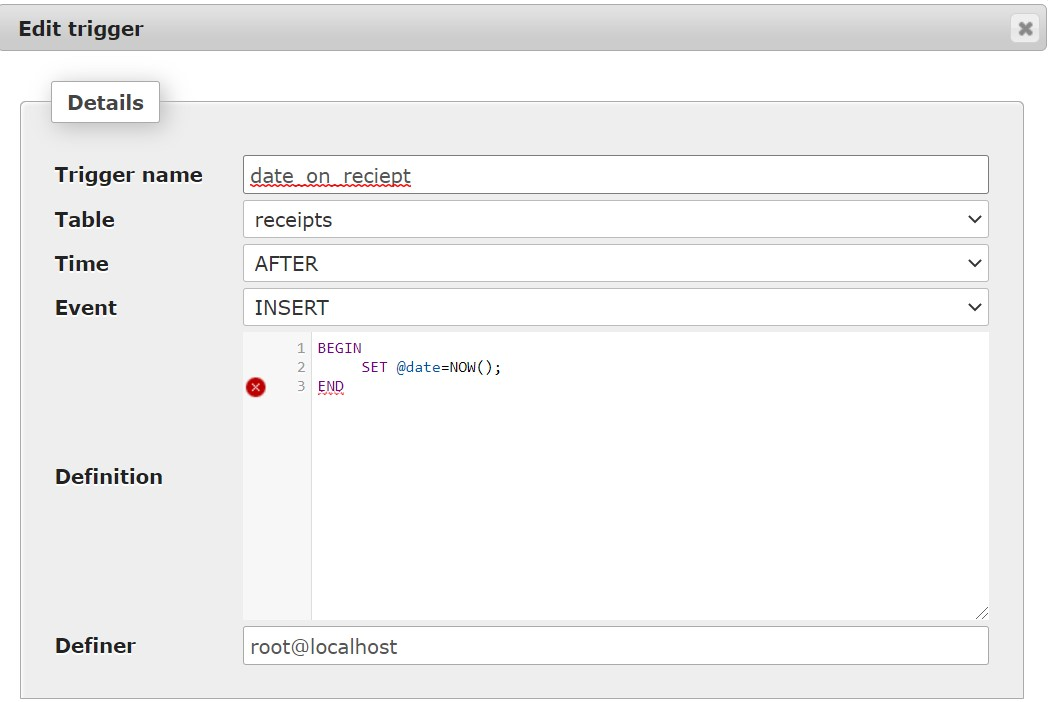 Edit trigger
Details
Trigger name date_on_reciept
Table receipts
Time AFTER
Event INSERT
1 BEGIN
2 SET @date=NOW();
3 END
Definition
Definer root@localhost